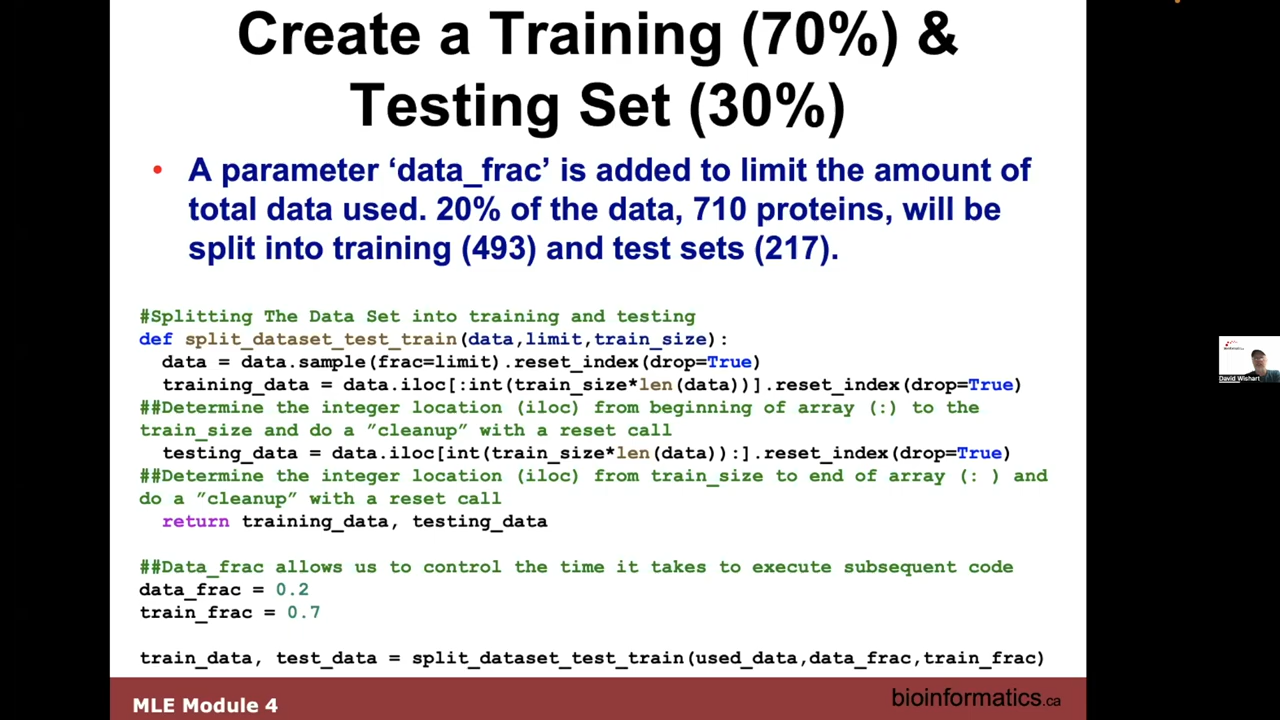 Create a Training (70%) &
Testing Set (30%)
• A parameter ‘data_frac’ is added to limit the amount of
total data used. 20% of the data, 710 proteins, will be
split into training (493) and test sets (217).
#Splitting The Data Set into training and testing
def split_dataset_test_train(data,limit,train_size):
  data = data.sample(frac=limit).reset_index(drop=True)
  training_data = data.iloc[:int(train_size*len(data))].reset_index(drop=True)
##Determine the integer location (iloc) from beginning of array (:) to the
train_size and do a ”cleanup” with a reset call
  testing_data = data.iloc[int(train_size*len(data)):].reset_index(drop=True)
##Determine the integer location (iloc) from train_size to end of array (: ) and
do a ”cleanup” with a reset call
  return training_data, testing_data
##Data_frac allows us to control the time it takes to execute subsequent code
data_frac = 0.2
train_frac = 0.7
train_data, test_data = split_dataset_test_train(used_data,data_frac,train_frac)
MLE Module 4
bioinformatics.ca
David Wishart